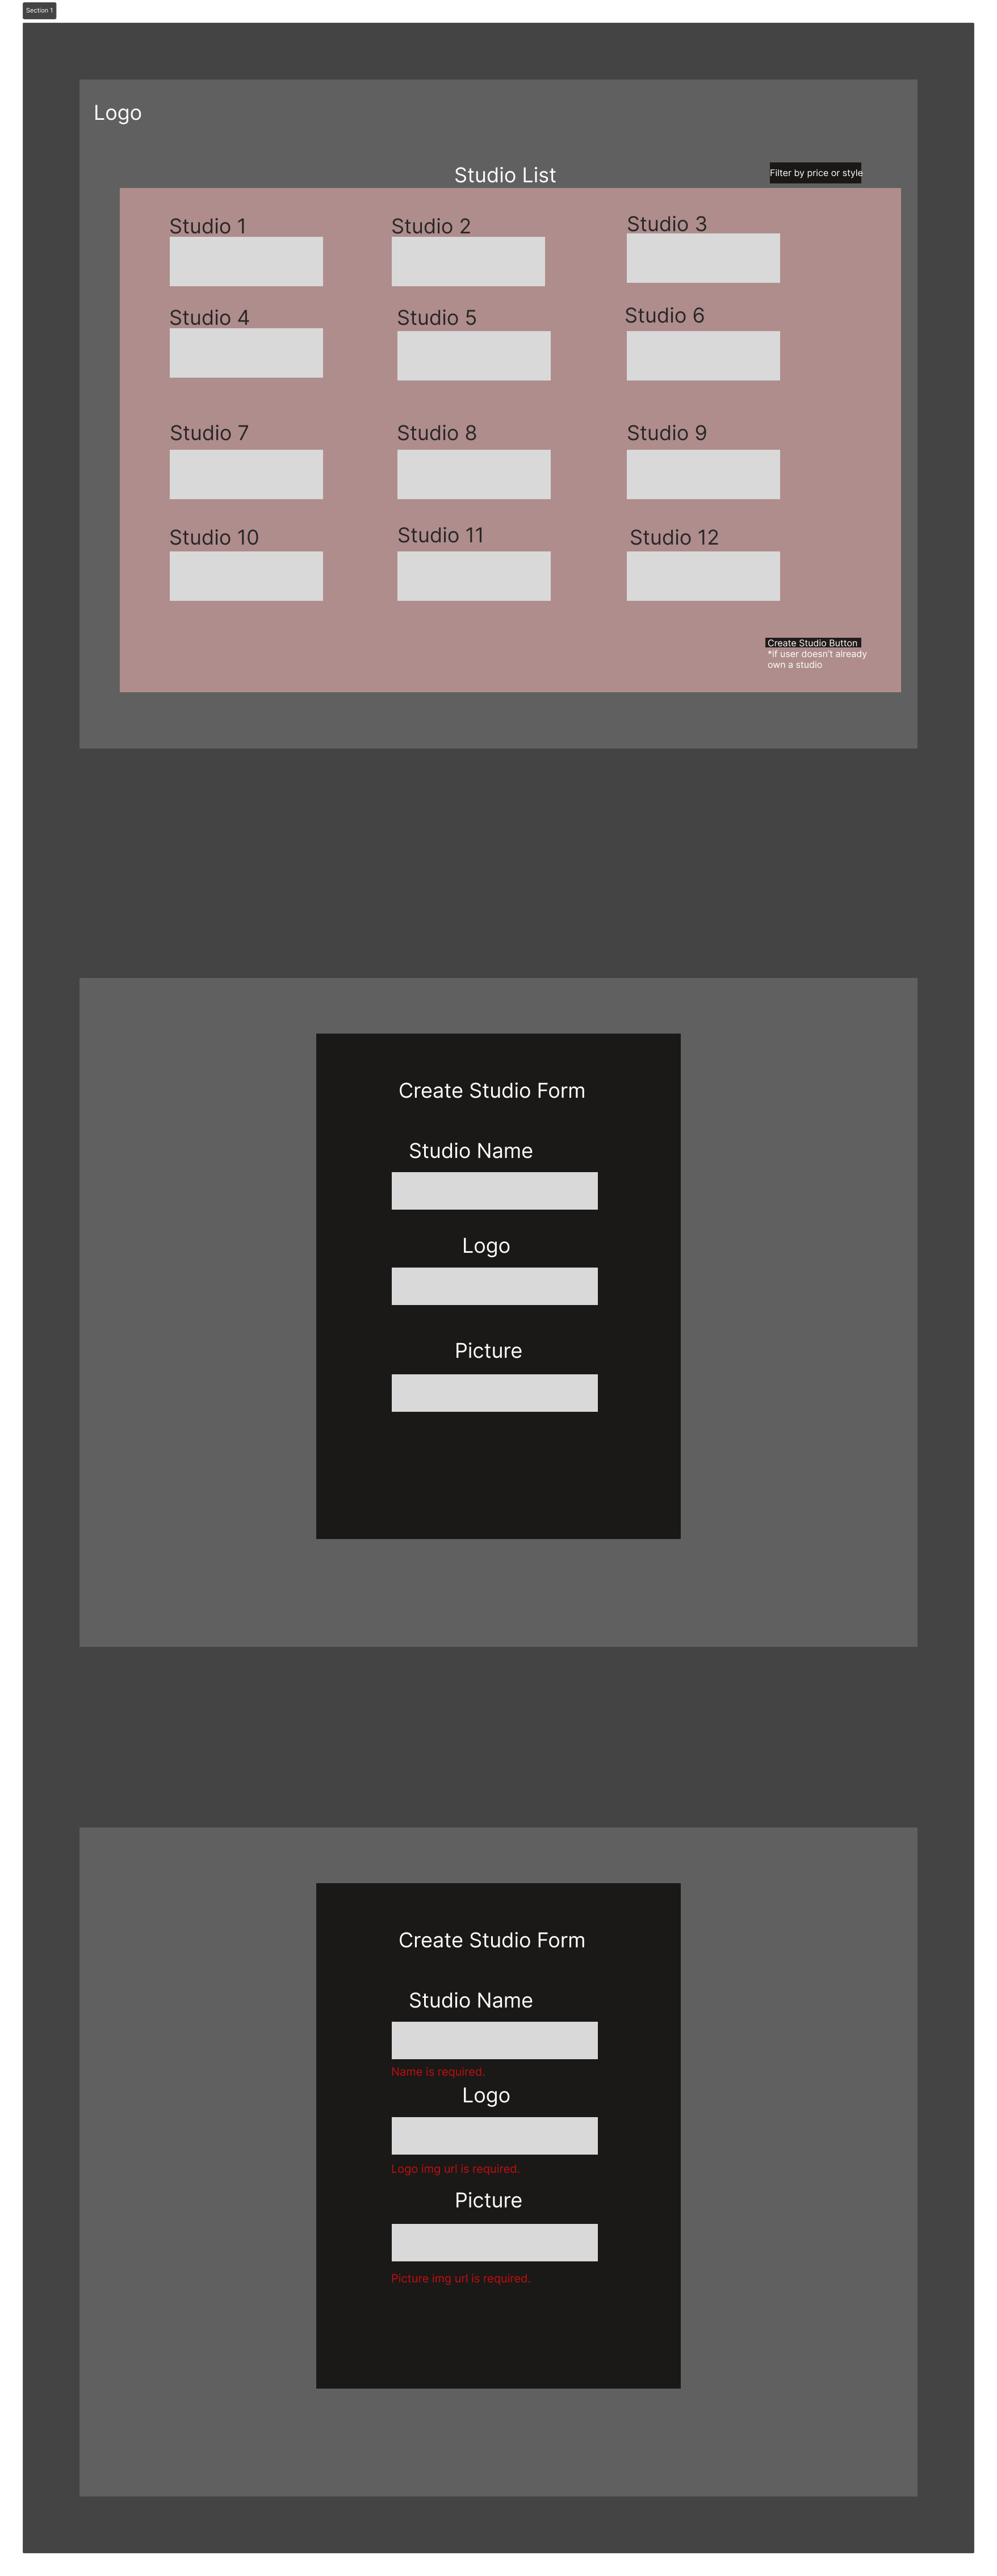 Section 1
Logo
Studio List
Filter by price or style
Studio 1
Studio 2
Studio 3
Studio 4
Studio 5
Studio 6
Studio 7
Studio 8
Studio 9
Studio 10
Studio 11
Studio 12
Create Studio Button
*if user doesn't already
own a studio
Create Studio Form
Studio Name
Logo
Picture
Create Studio Form
Studio Name
Name is required.
Logo
Logo img url is required.
Picture
Picture img url is required.